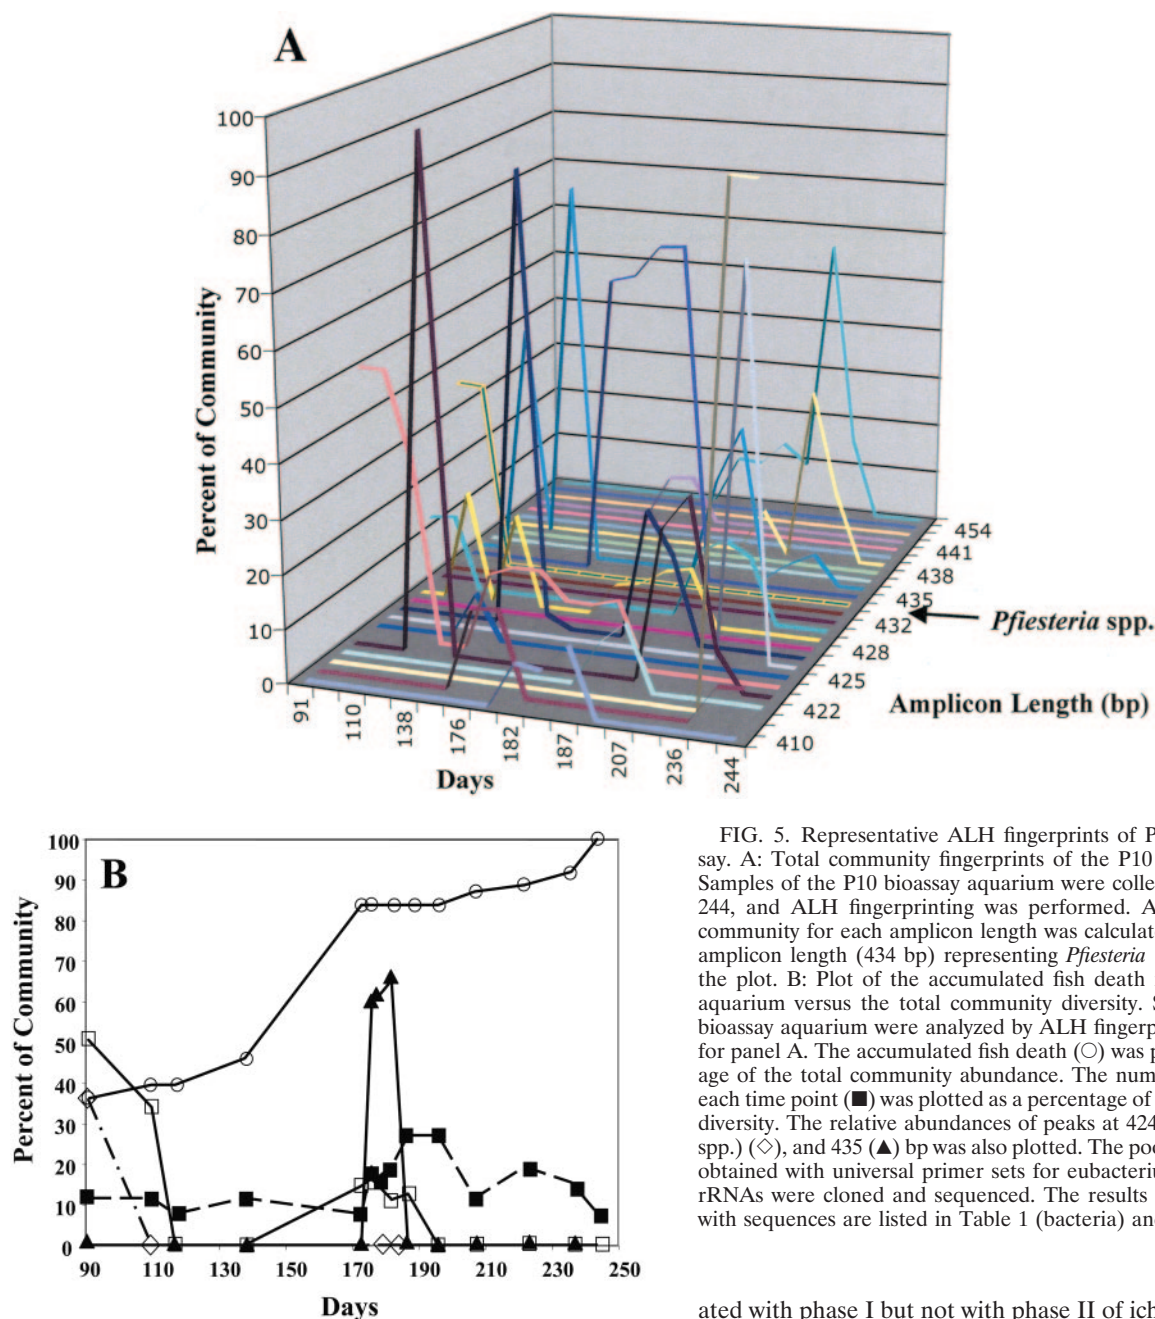 A
100
90
80
70
60
50
40
30
20
10
0
Percent of Community
91
110
138
176
182
187
207
236
244
Days
454
441
438
435
432
428
425
422
410
Pfiesteria spp.
Amplicon Length (bp)
B
100
90
80
70
60
50
40
30
20
10
0
Percent of Community
90
110
130
150
170
190
210
230
250
Days
FIG. 5. Representative ALH fingerprints of P
say. A: Total community fingerprints of the P10
Samples of the P10 bioassay aquarium were colle
244, and ALH fingerprinting was performed. A
community for each amplicon length was calculat
amplicon length (434 bp) representing Pfiesteria
the plot. B: Plot of the accumulated fish death
aquarium versus the total community diversity. S
bioassay aquarium were analyzed by ALH fingerp
for panel A. The accumulated fish death (○) was p
age of the total community abundance. The num
each time point (■) was plotted as a percentage of
diversity. The relative abundances of peaks at 424
spp.) (◇), and 435 (▲) bp was also plotted. The poo
obtained with universal primer sets for eubacteriu
rRNAs were cloned and sequenced. The results
with sequences are listed in Table 1 (bacteria) an
ated with phase I but not with phase II of ich